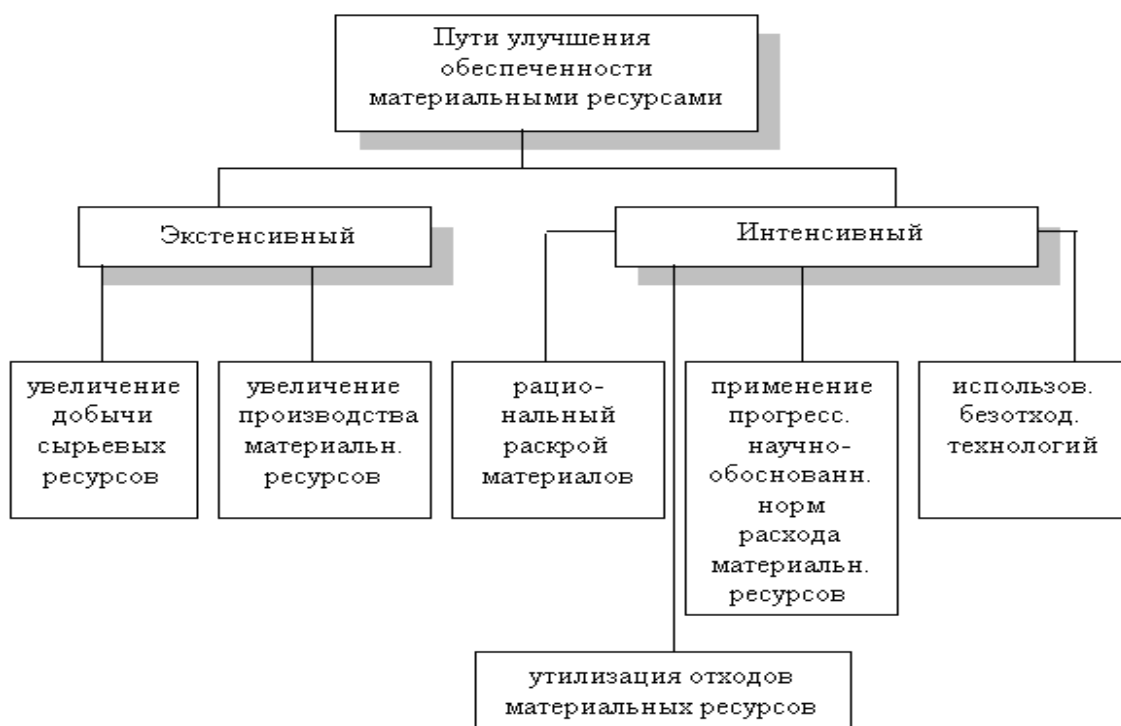 Пути улучшения
обеспеченности
материальными ресурсами
Экстенсивный
Интенсивный
увеличение
добычи
сырьевых
ресурсов
увеличение
производства
материальн.
ресурсов
рацио-
нальный
раскрой
материалов
применение
прогресс.
научно-
обоснованн.
норм
расхода
материальн.
ресурсов
использов.
безотход.
технологий
утилизация отходов
материальных ресурсов